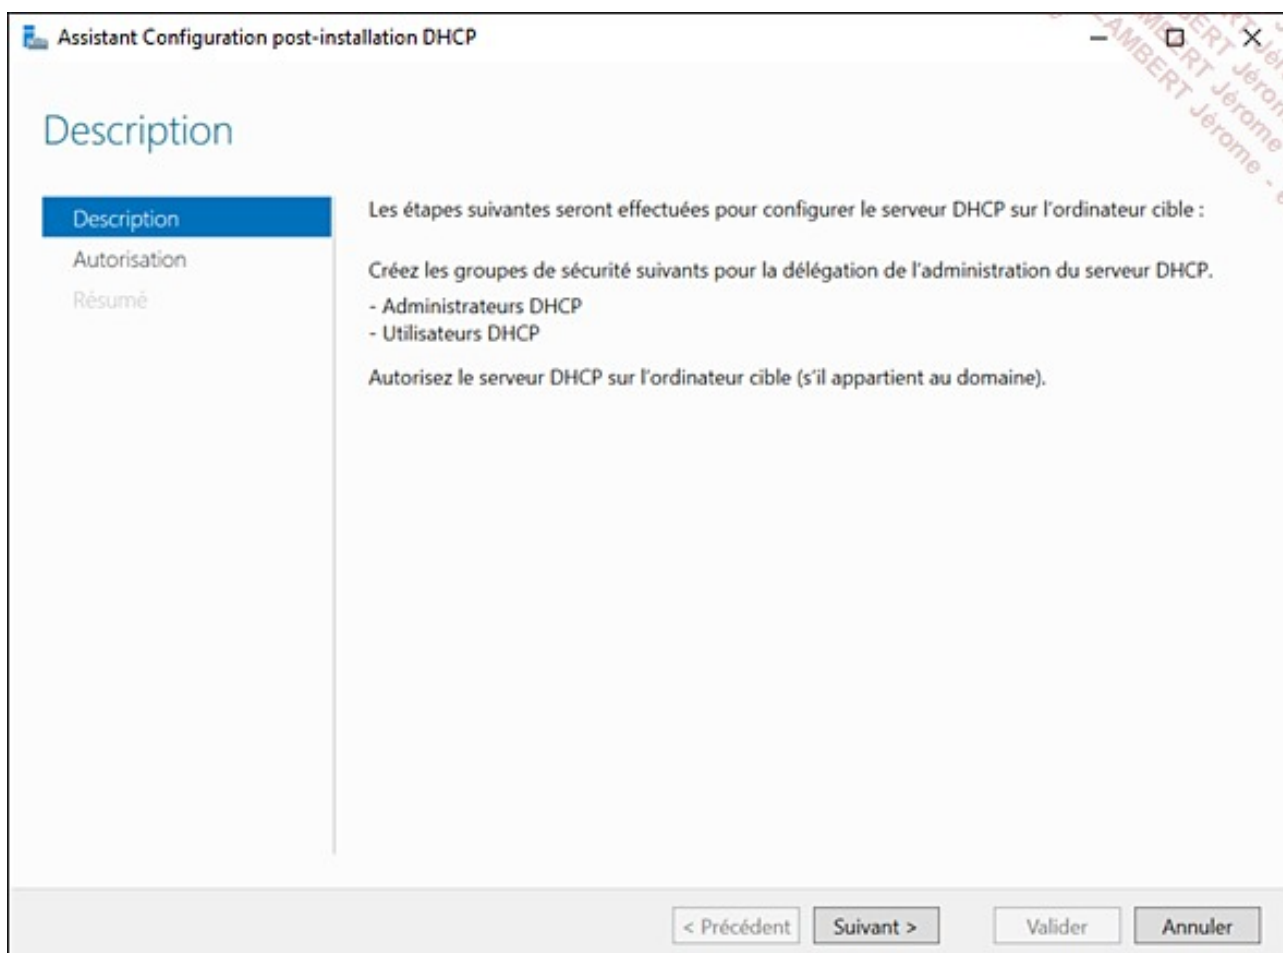 Assistant Configuration post-installation DHCP
Description
Description
Autorisation
Résumé
Les étapes suivantes seront effectuées pour configurer le serveur DHCP sur l'ordinateur cible :
Créez les groupes de sécurité suivants pour la délégation de l'administration du serveur DHCP.
- Administrateurs DHCP
- Utilisateurs DHCP
Autorisez le serveur DHCP sur l'ordinateur cible (s'il appartient au domaine).
< Précédent
Suivant >
Valider
Annuler
LAMBERT Jérome